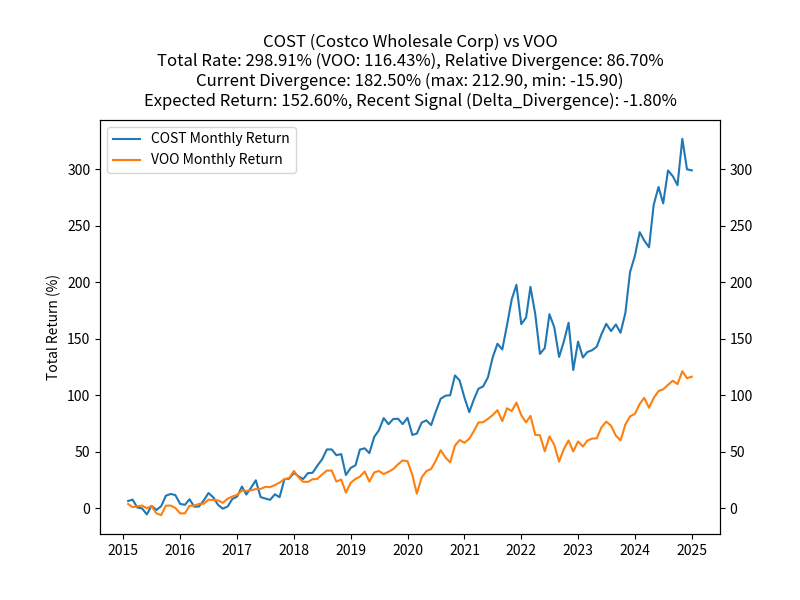 COST (Costco Wholesale Corp) vs VOO
Total Rate: 298.91% (VOO: 116.43%), Relative Divergence: 86.70%
Current Divergence: 182.50% (max: 212.90, min: -15.90)
Expected Return: 152.60%, Recent Signal (Delta_Divergence): -1.80%
COST Monthly Return
VOO Monthly Return
Total Return (%)
300 300
250 250
200 200
150 150
100 100
50 50
0 0
2015 2016 2017 2018 2019 2020 2021 2022 2023 2024 2025